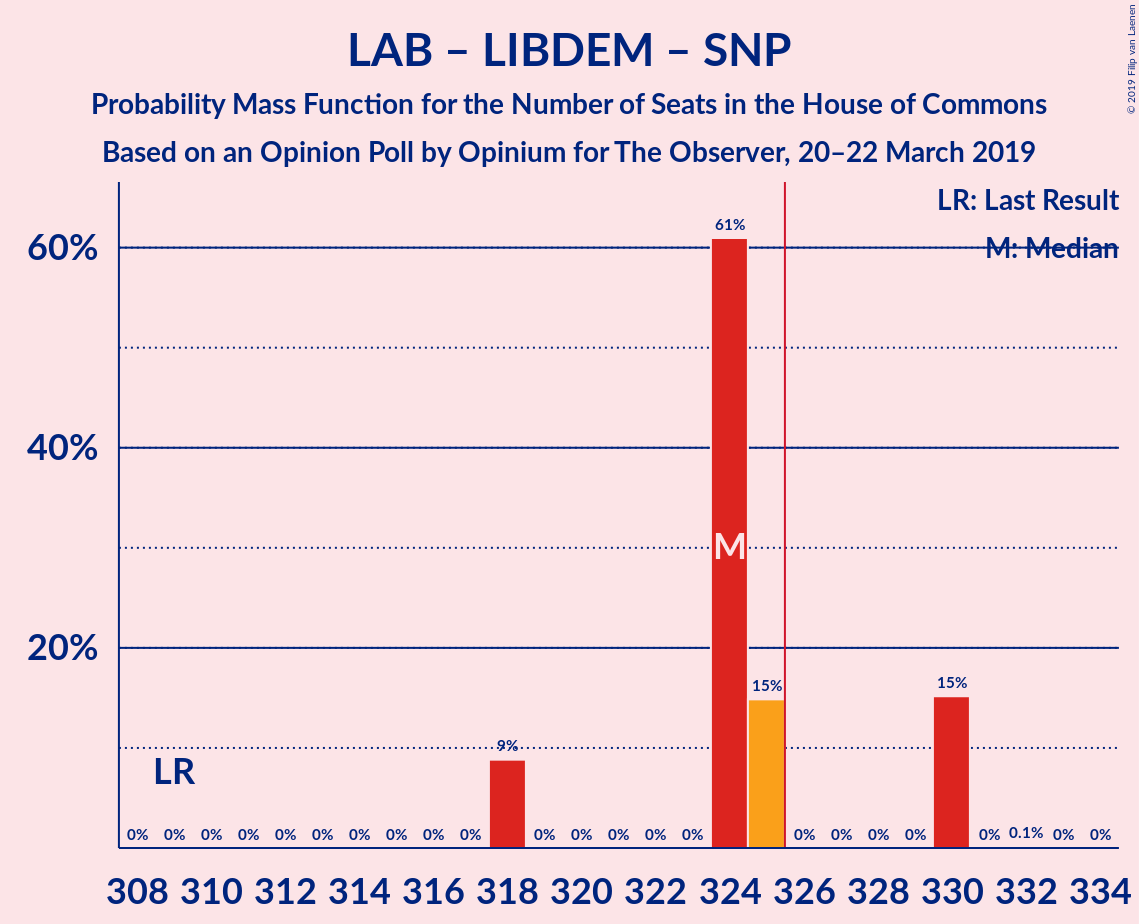 LAB – LIBDEM – SNP
Probability Mass Function for the Number of Seats in the House of Commons
Based on an Opinion Poll by Opinium for The Observer, 20–22 March 2019
© 2019 Filip van Laenen
LR: Last Result
M: Median
60%
40%
20%
61%
M
15%
15%
9%
LR
0% 0% 0% 0% 0% 0% 0% 0% 0% 0% 0% 0% 0% 0% 0% 0% 0% 0% 0% 0.1% 0% 0%
308 310 312 314 316 318 320 322 324 326 328 330 332 334